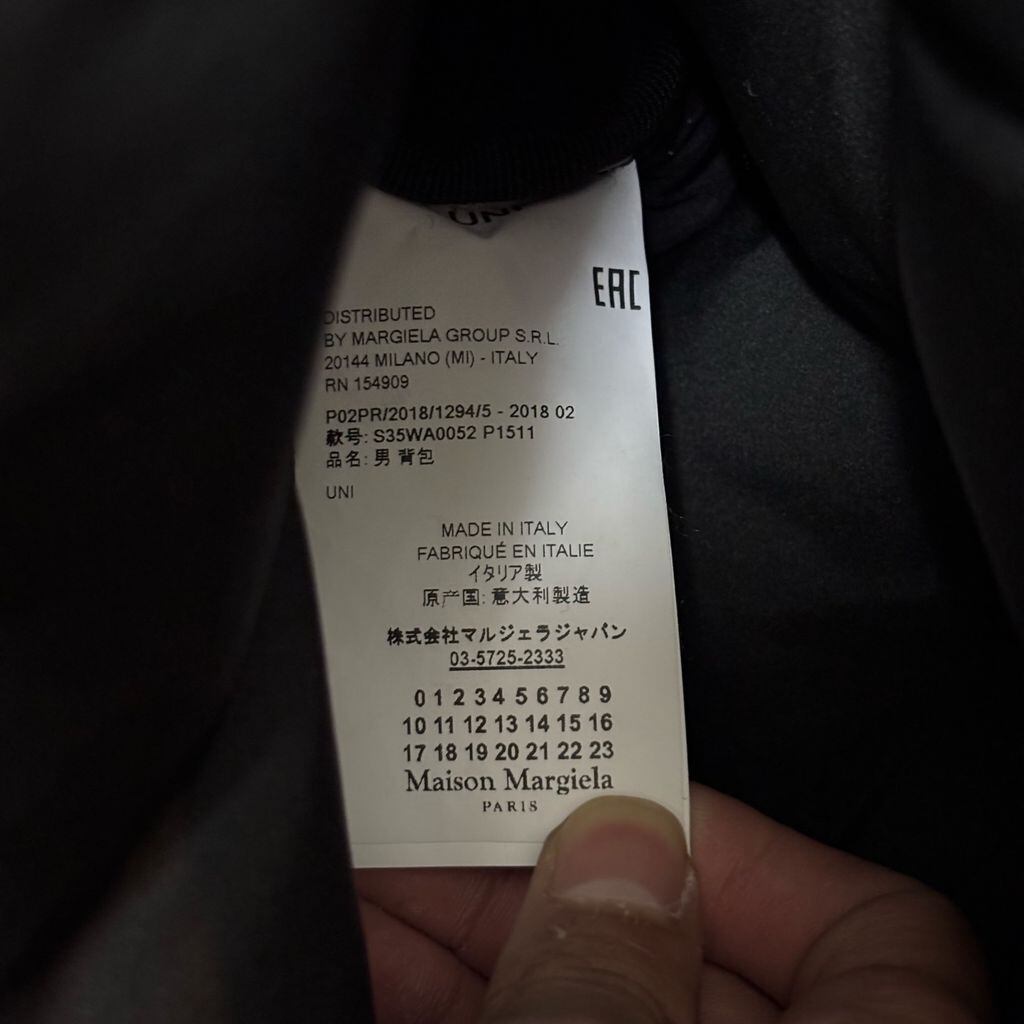 UNI
EAC
DISTRIBUTED
BY MARGIELA GROUP S.R.L.
20144 MILANO (MI) - ITALY
RN 154909
P02PR/2018/1294/5 - 2018 02
款号: S35WA0052 P1511
品名: 男 背包
UNI
MADE IN ITALY
FABRIQUÉ EN ITALIE
イタリア製
原产国: 意大利製造
株式会社マルジェラジャパン
03-5725-2333
0 1 2 3 4 5 6 7 8 9
10 11 12 13 14 15 16
17 18 19 20 21 22 23
Maison Margiela
PARIS